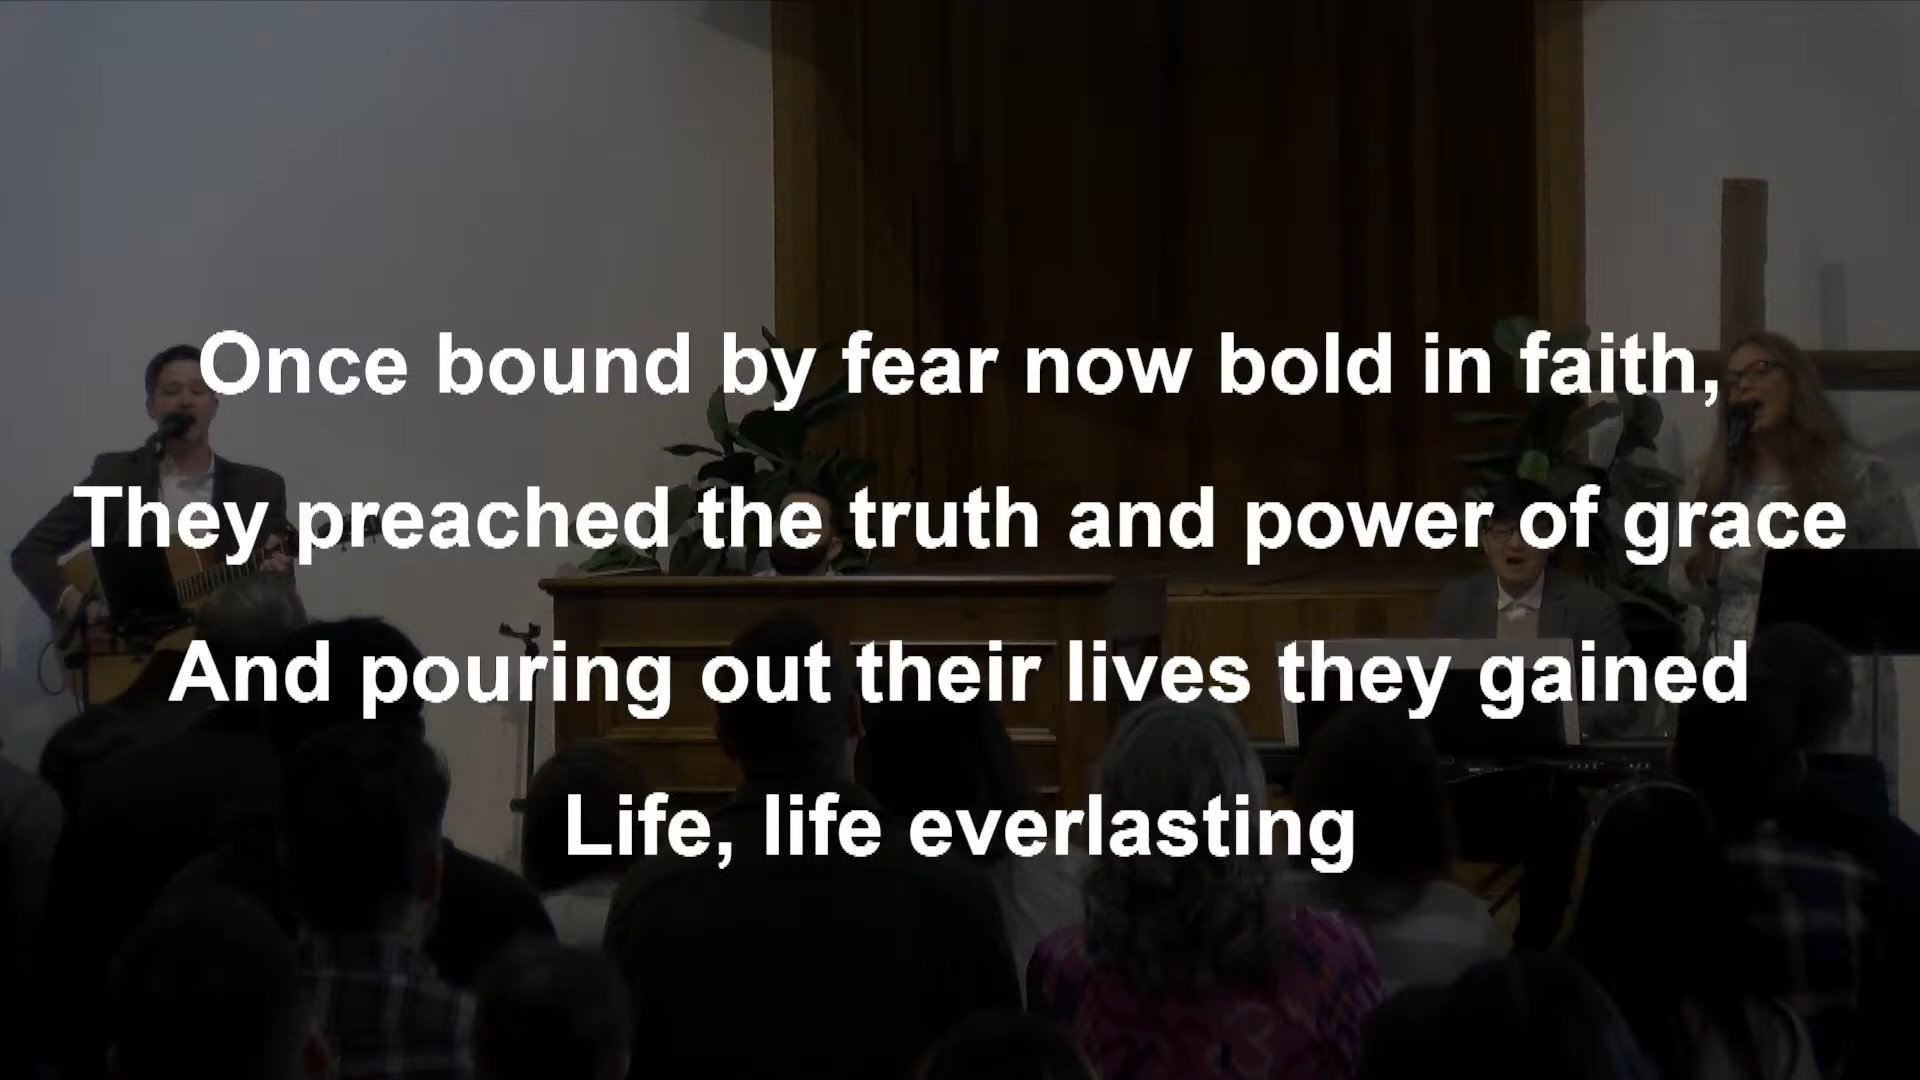 Once bound by fear now bold in faith,
They preached the truth and power of grace
And pouring out their lives they gained
Life, life everlasting